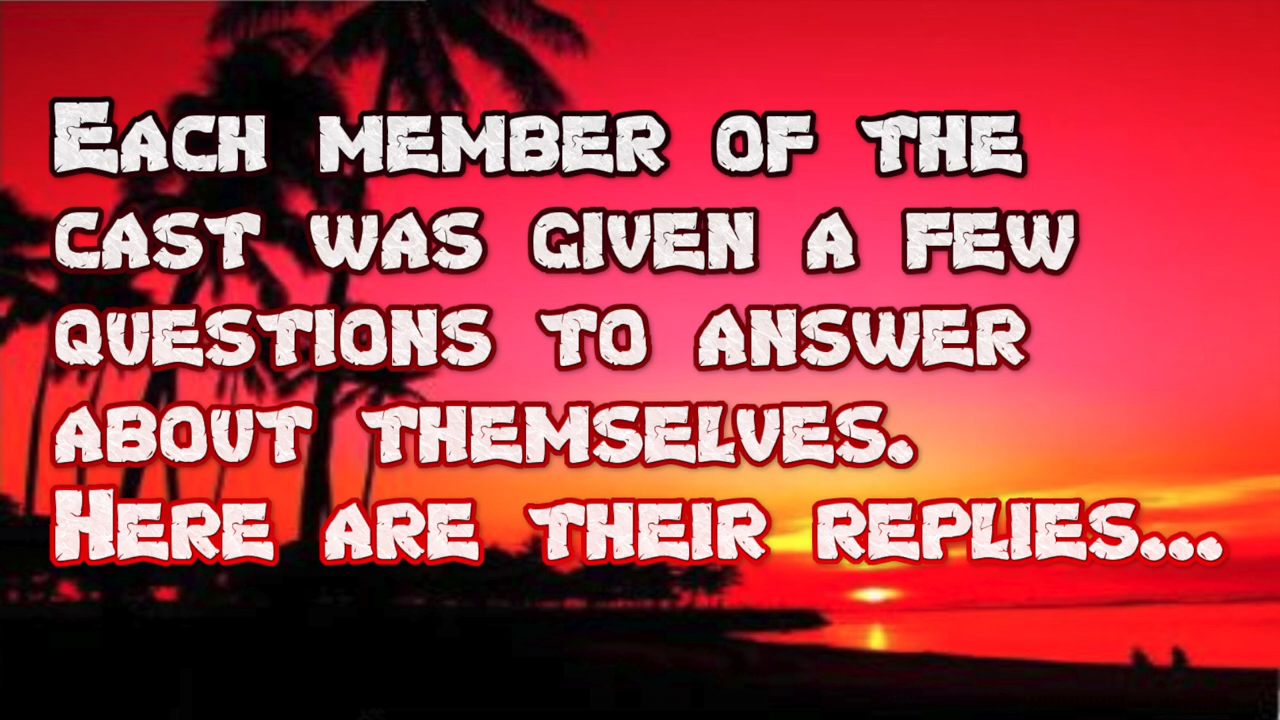 Each member of the
cast was given a few
questions to answer
about themselves.
Here are their replies...